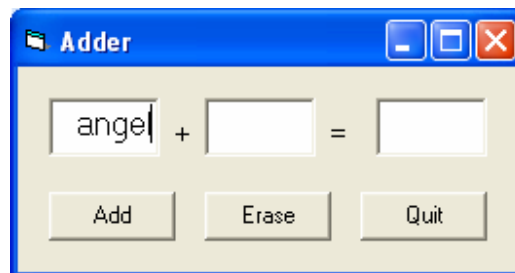 Adder
angel + =
Add Erase Quit